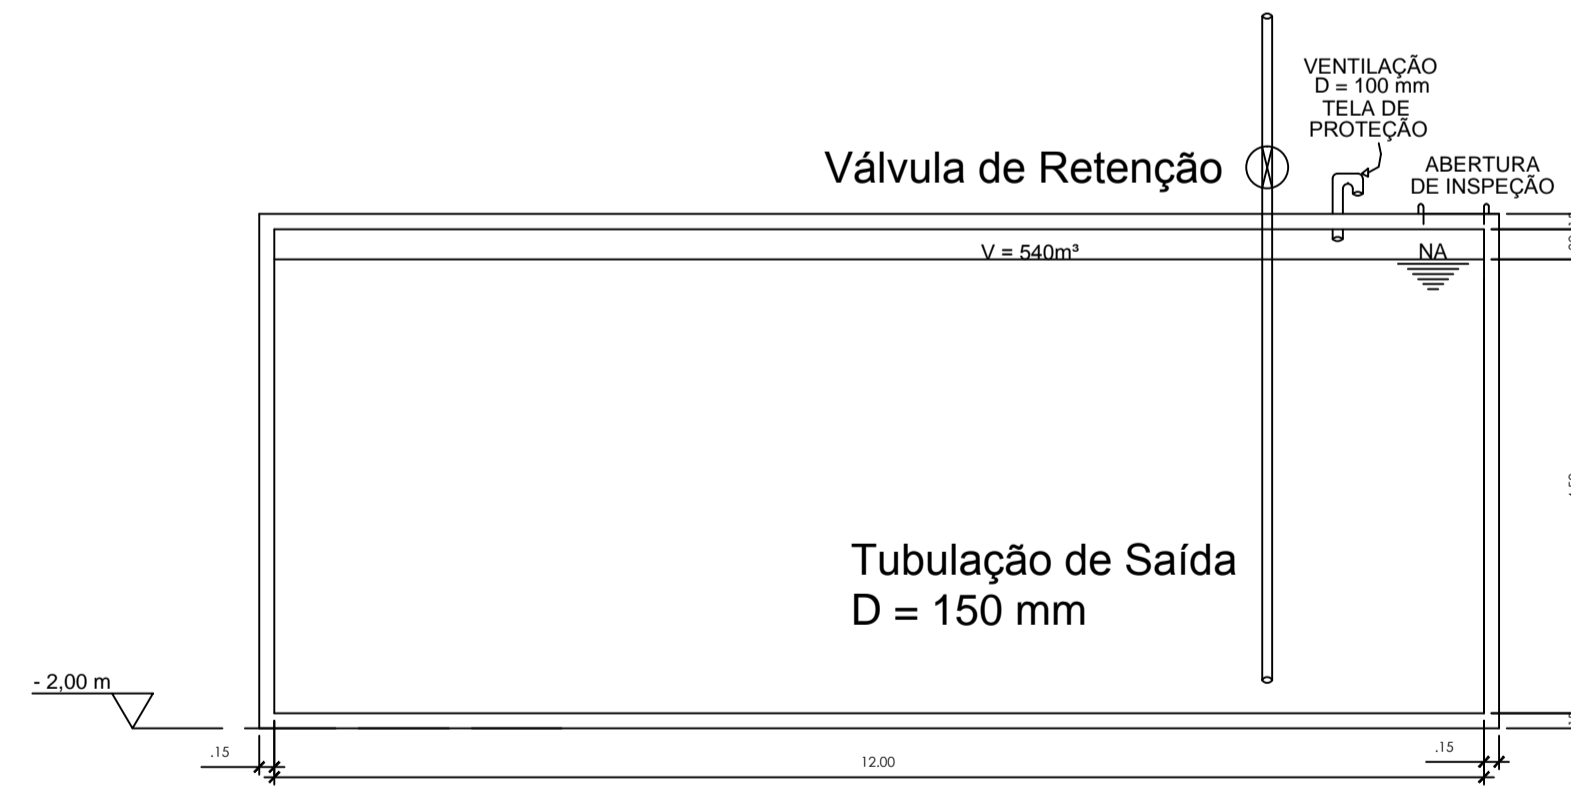 VENTILAÇÃO
D = 100 mm
TELA DE
PROTEÇÃO
Válvula de Retenção
ABERTURA
DE INSPEÇÃO
V = 540m³
NA
Tubulação de Saída
D = 150 mm
- 2,00 m
.15
12.00
.15